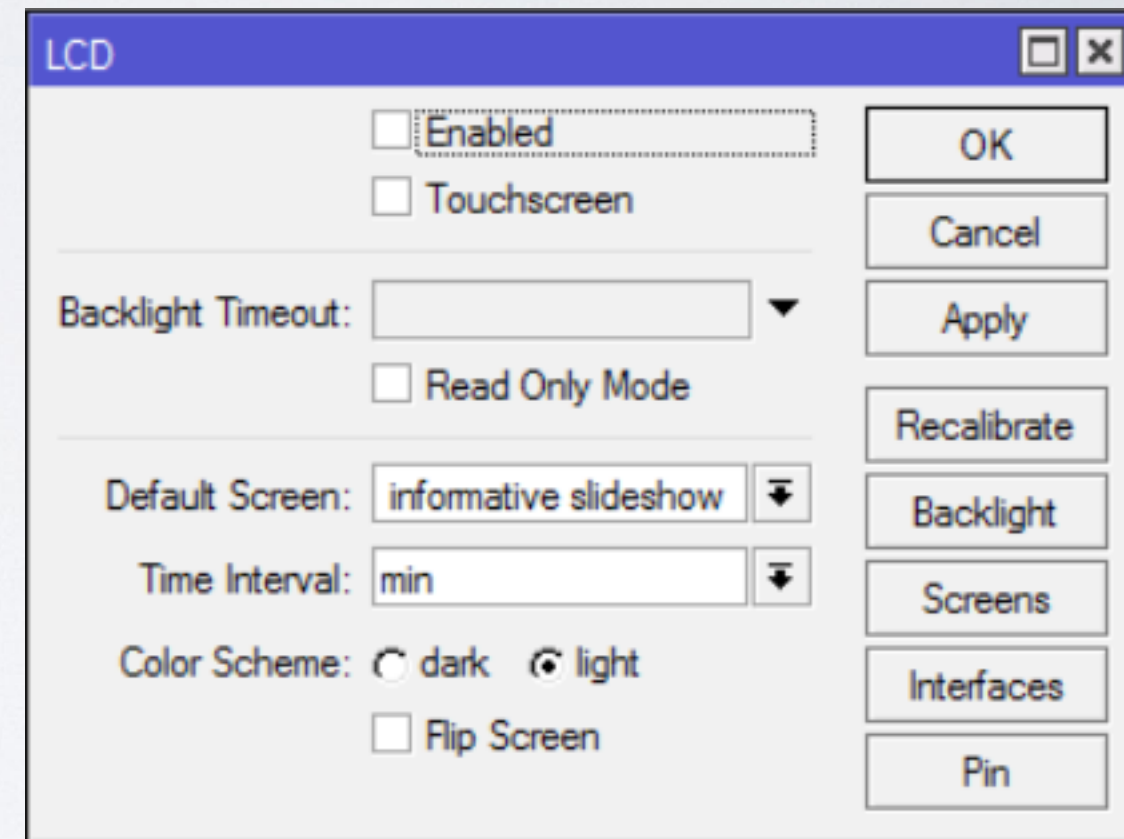 LCD
Enabled
Touchscreen
Backlight Timeout:
Read Only Mode
Default Screen: informative slideshow
Time Interval: min
Color Scheme: dark light
Flip Screen
OK
Cancel
Apply
Recalibrate
Backlight
Screens
Interfaces
Pin